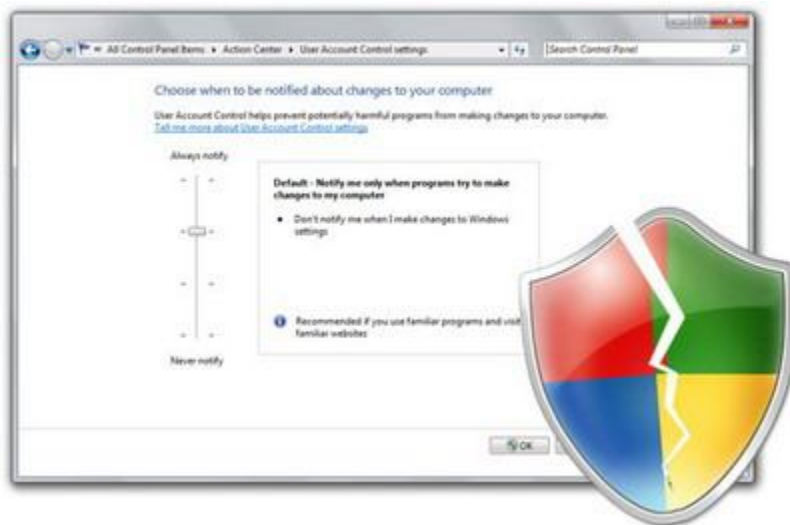 All Control Panel Items ▸ Action Center ▸ User Account Control settings
Search Control Panel
Choose when to be notified about changes to your computer
User Account Control helps prevent potentially harmful programs from making changes to your computer.
Tell me more about User Account Control settings
Always notify
Default - Notify me only when programs try to make
changes to my computer
• Don't notify me when I make changes to Windows
settings
Recommended if you use familiar programs and visit
familiar websites
Never notify
OK